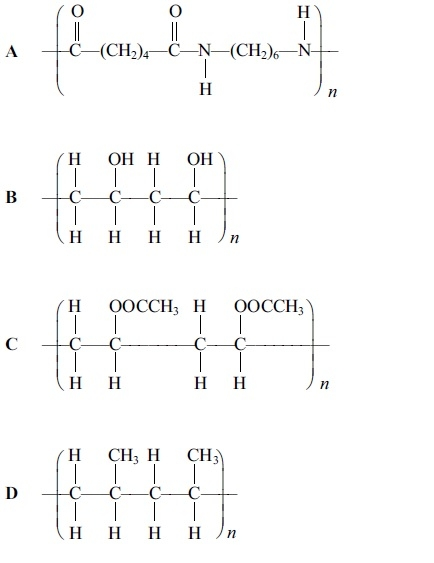 O O H
A C (CH₂)₄ C N (CH₂)₆ N
H n
H OH H OH
B C C C C
H H H H n
H OOCCH₃ H OOCCH₃
C C C C C
H H H H n
H CH₃ H CH₃
D C C C C
H H H H n